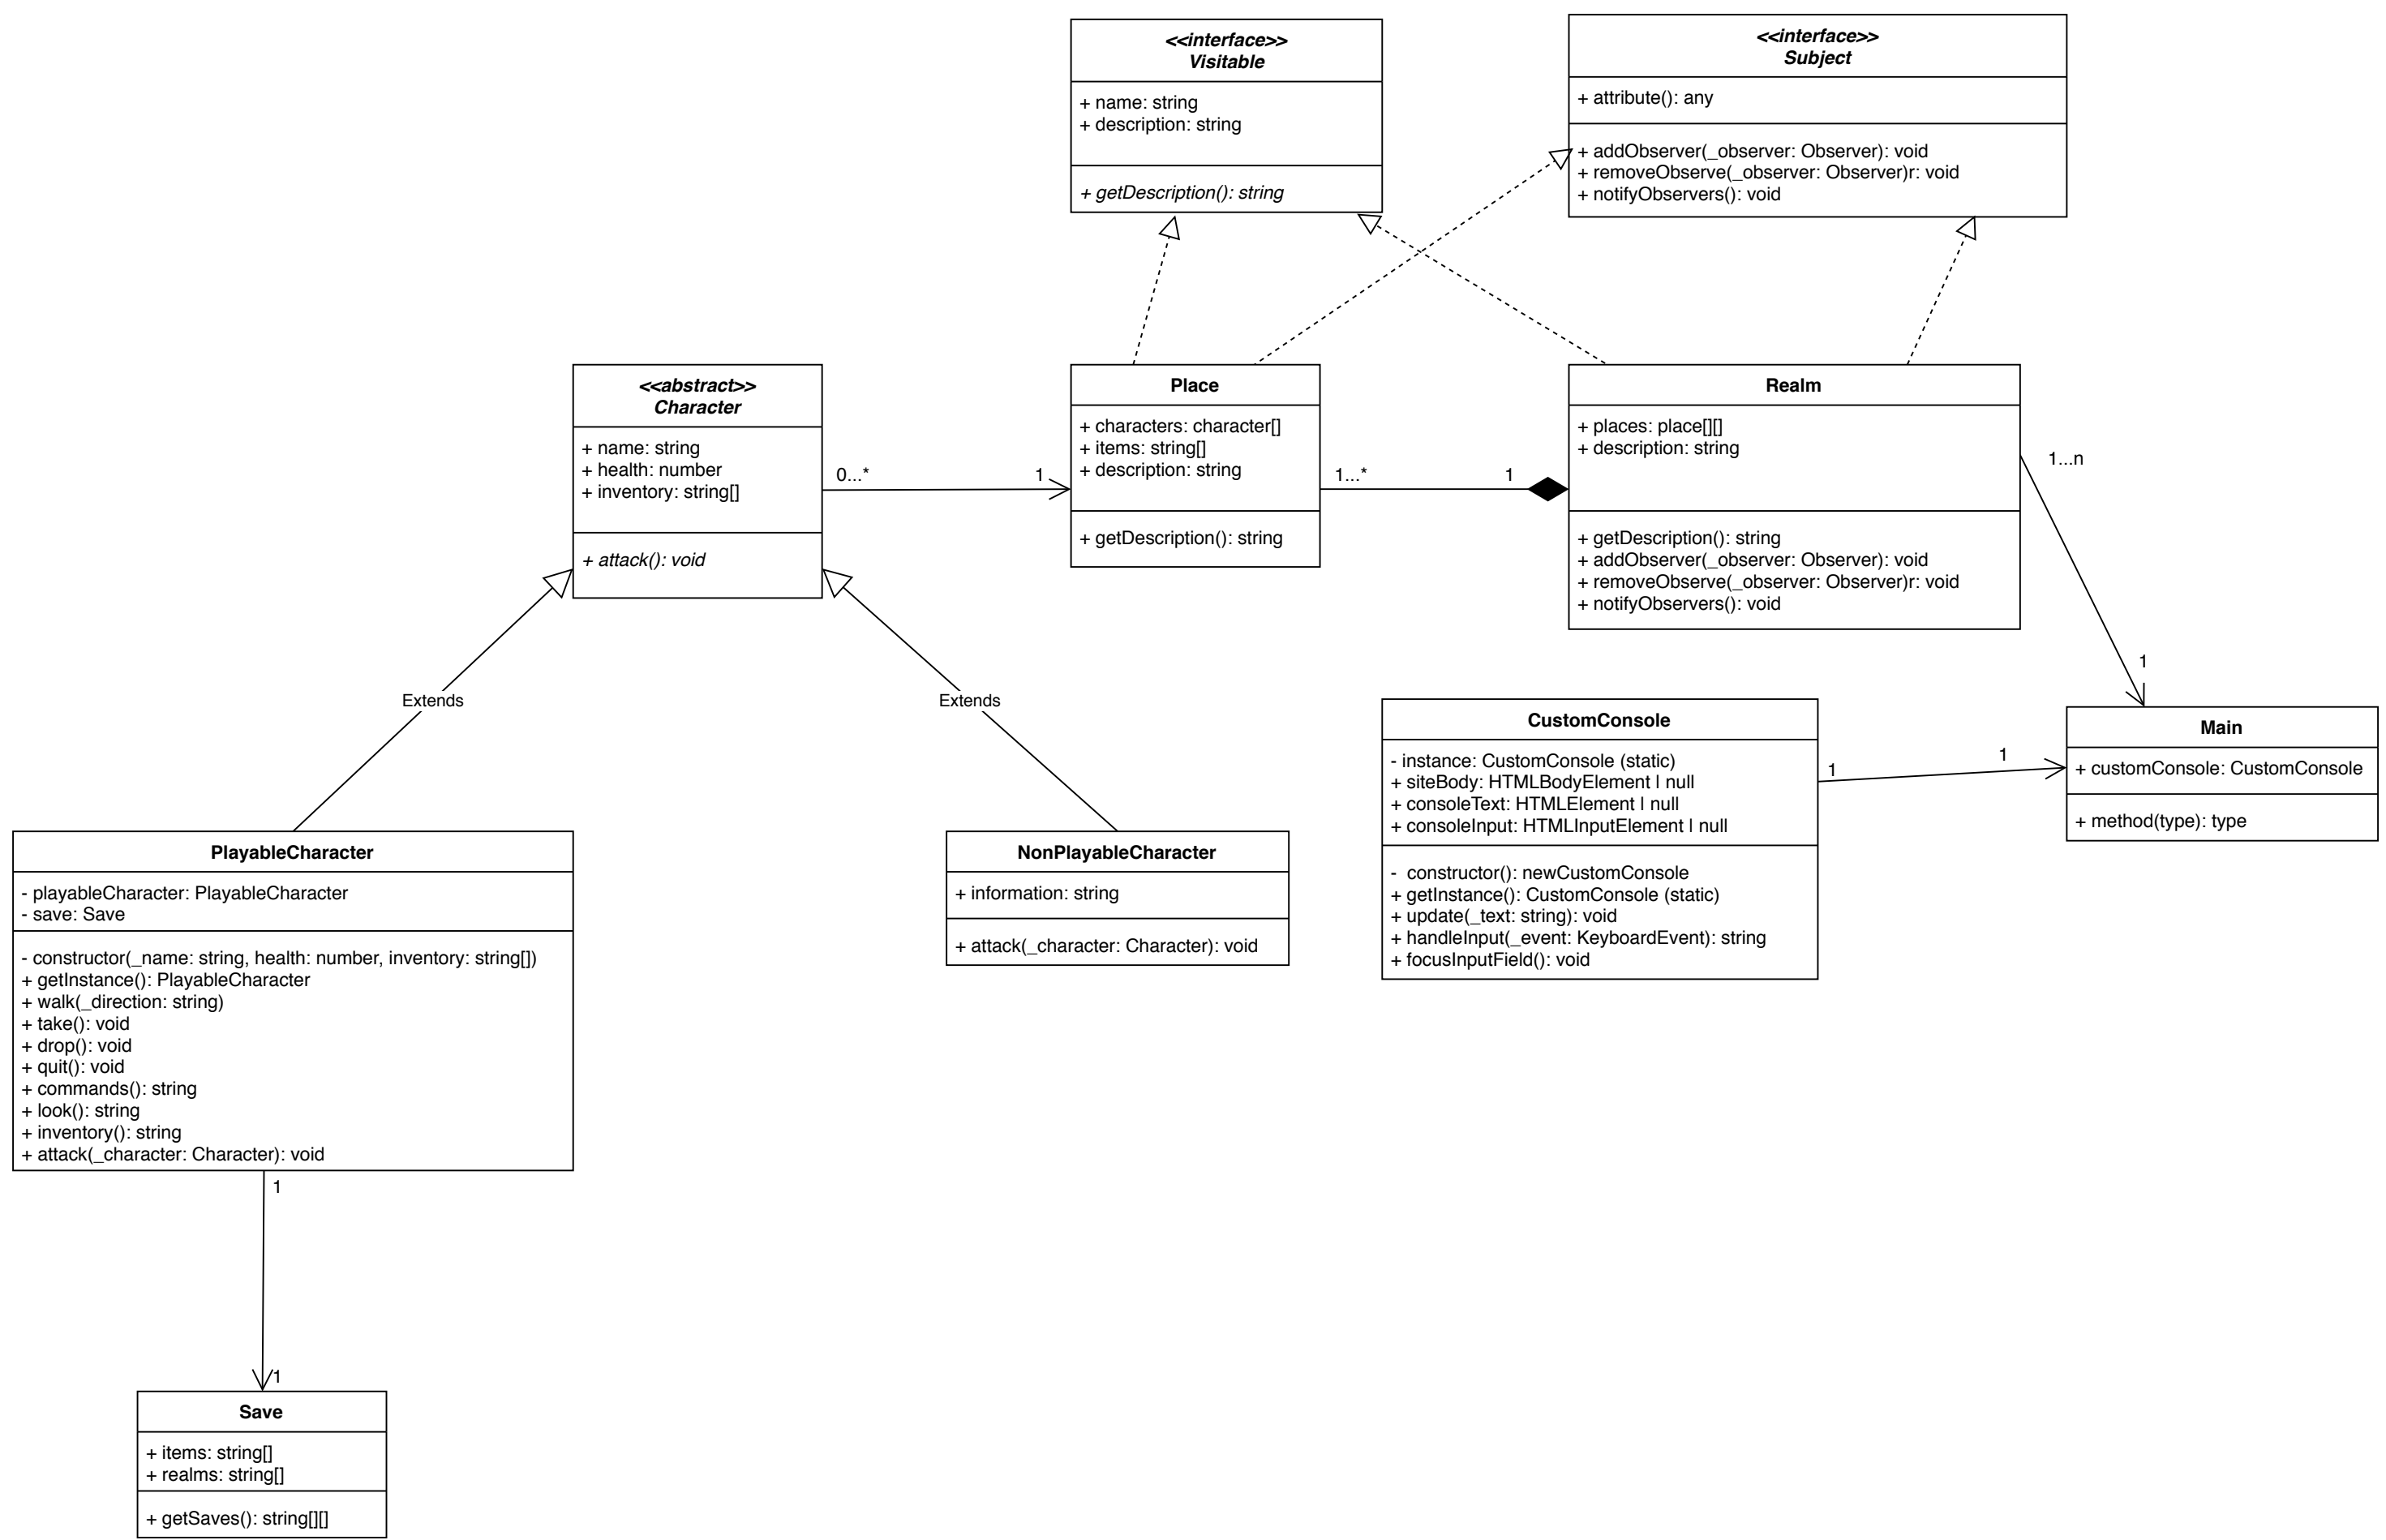 <<interface>>
Visitable
+ name: string
+ description: string
+ getDescription(): string
<<interface>>
Subject
+ attribute(): any
+ addObserver(_observer: Observer): void
+ removeObserve(_observer: Observer)r: void
+ notifyObservers(): void
<<abstract>>
Character
+ name: string
+ health: number
+ inventory: string[]
+ attack(): void
0...*
1
Place
+ characters: character[]
+ items: string[]
+ description: string
+ getDescription(): string
1...*
1
Realm
+ places: place[][]
+ description: string
+ getDescription(): string
+ addObserver(_observer: Observer): void
+ removeObserve(_observer: Observer)r: void
+ notifyObservers(): void
1...n
1
Extends
Extends
CustomConsole
- instance: CustomConsole (static)
+ siteBody: HTMLBodyElement | null
+ consoleText: HTMLElement | null
+ consoleInput: HTMLInputElement | null
- constructor(): newCustomConsole
+ getInstance(): CustomConsole (static)
+ update(_text: string): void
+ handleInput(_event: KeyboardEvent): string
+ focusInputField(): void
1
1
Main
+ customConsole: CustomConsole
+ method(type): type
PlayableCharacter
- playableCharacter: PlayableCharacter
- save: Save
- constructor(_name: string, health: number, inventory: string[])
+ getInstance(): PlayableCharacter
+ walk(_direction: string)
+ take(): void
+ drop(): void
+ quit(): void
+ commands(): string
+ look(): string
+ inventory(): string
+ attack(_character: Character): void
NonPlayableCharacter
+ information: string
+ attack(_character: Character): void
1
1
Save
+ items: string[]
+ realms: string[]
+ getSaves(): string[][]